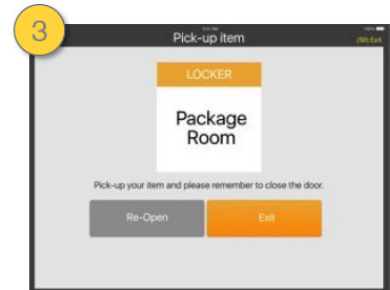 3
Pick-up item
(50) Exit
LOCKER
Package
Room
Pick-up your item and please remember to close the door.
Re-Open
Exit